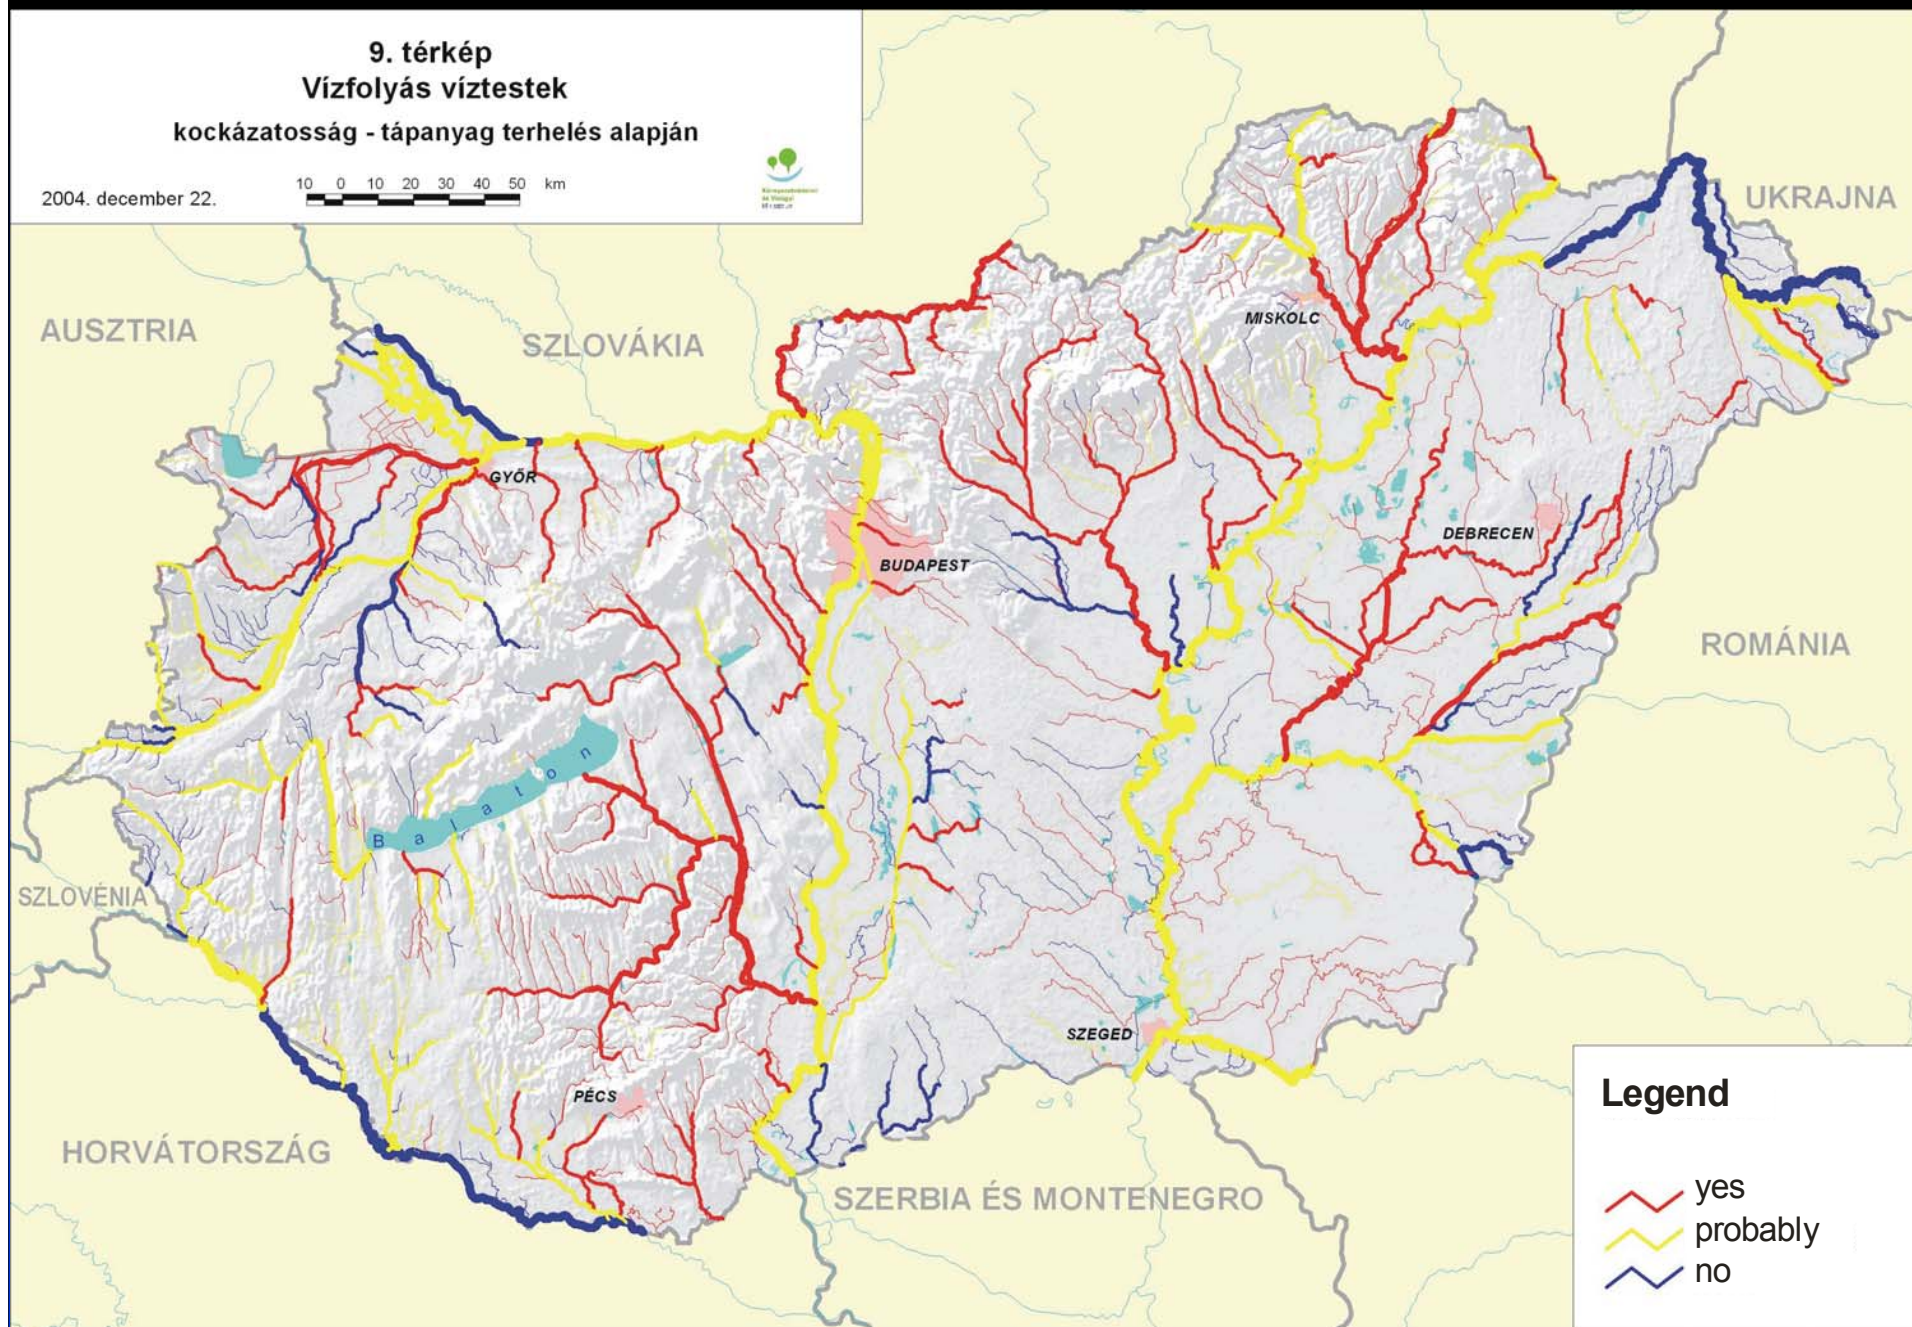 9. térkép
Vízfolyás víztestek
kockázatosság - tápanyag terhelés alapján
2004. december 22.
10 0 10 20 30 40 50 km
UKRAJNA
AUSZTRIA
SZLOVÁKIA
MISKOLC
GYŐR
DEBRECEN
BUDAPEST
ROMÁNIA
Balaton
SZLOVÉNIA
SZEGED
PÉCS
HORVÁTORSZÁG
SZERBIA ÉS MONTENEGRO
Legend
yes
probably
no